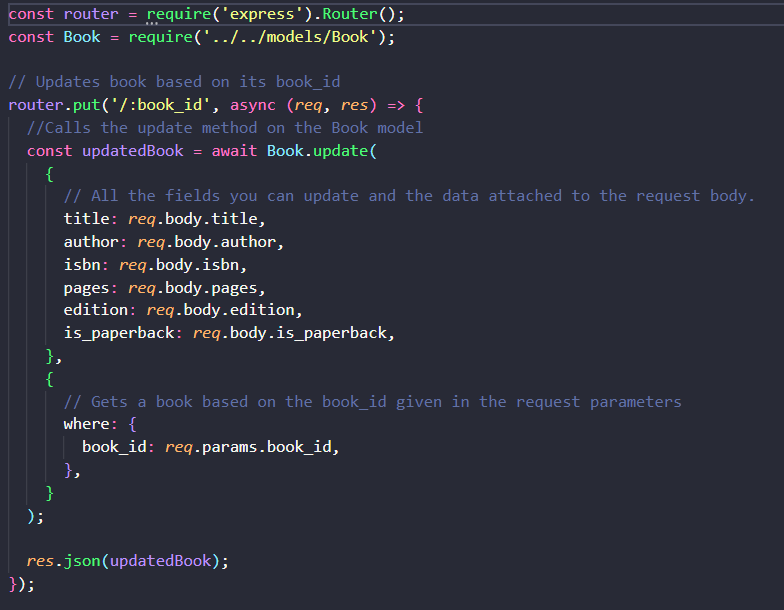 const router = require('express').Router();
const Book = require('../../models/Book');

// Updates book based on its book_id
router.put('/:book_id', async (req, res) => {
  //Calls the update method on the Book model
  const updatedBook = await Book.update(
    {
      // All the fields you can update and the data attached to the request body.
      title: req.body.title,
      author: req.body.author,
      isbn: req.body.isbn,
      pages: req.body.pages,
      edition: req.body.edition,
      is_paperback: req.body.is_paperback,
    },
    {
      // Gets a book based on the book_id given in the request parameters
      where: {
        book_id: req.params.book_id,
      },
    }
  );

  res.json(updatedBook);
});